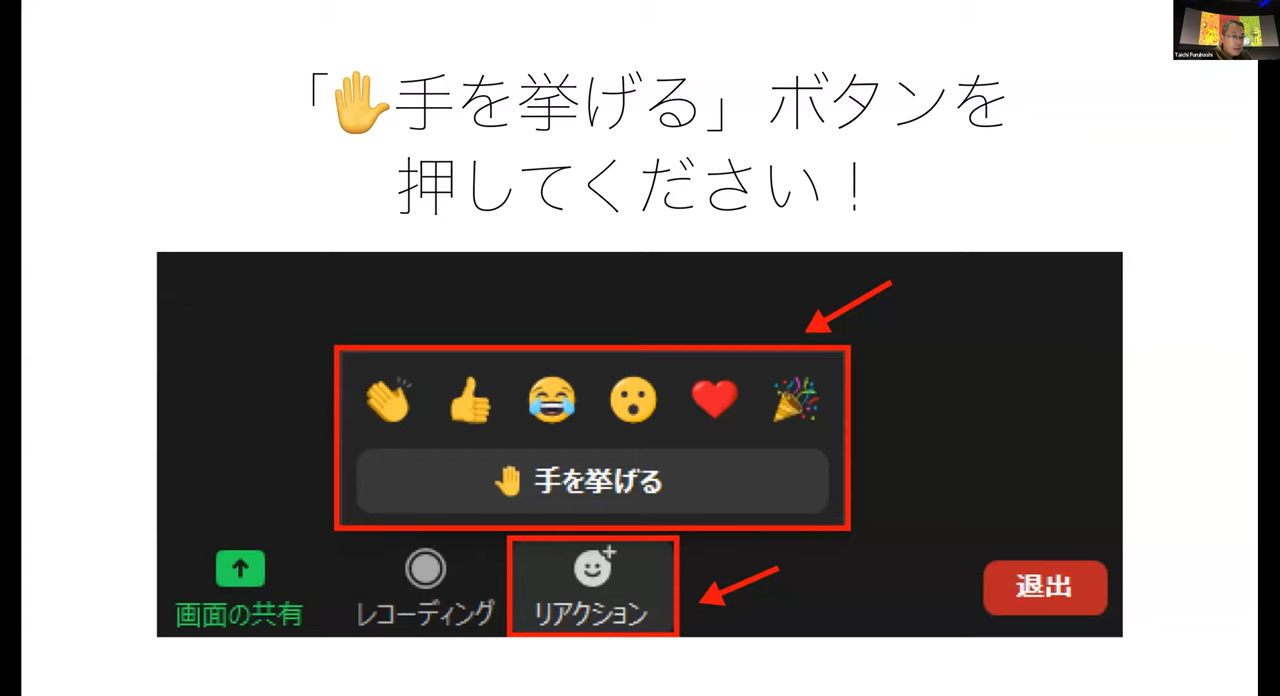 「✋手を挙げる」ボタンを
押してください！
Taichi Furuhashi
手を挙げる
画面の共有
レコーディング
リアクション
退出